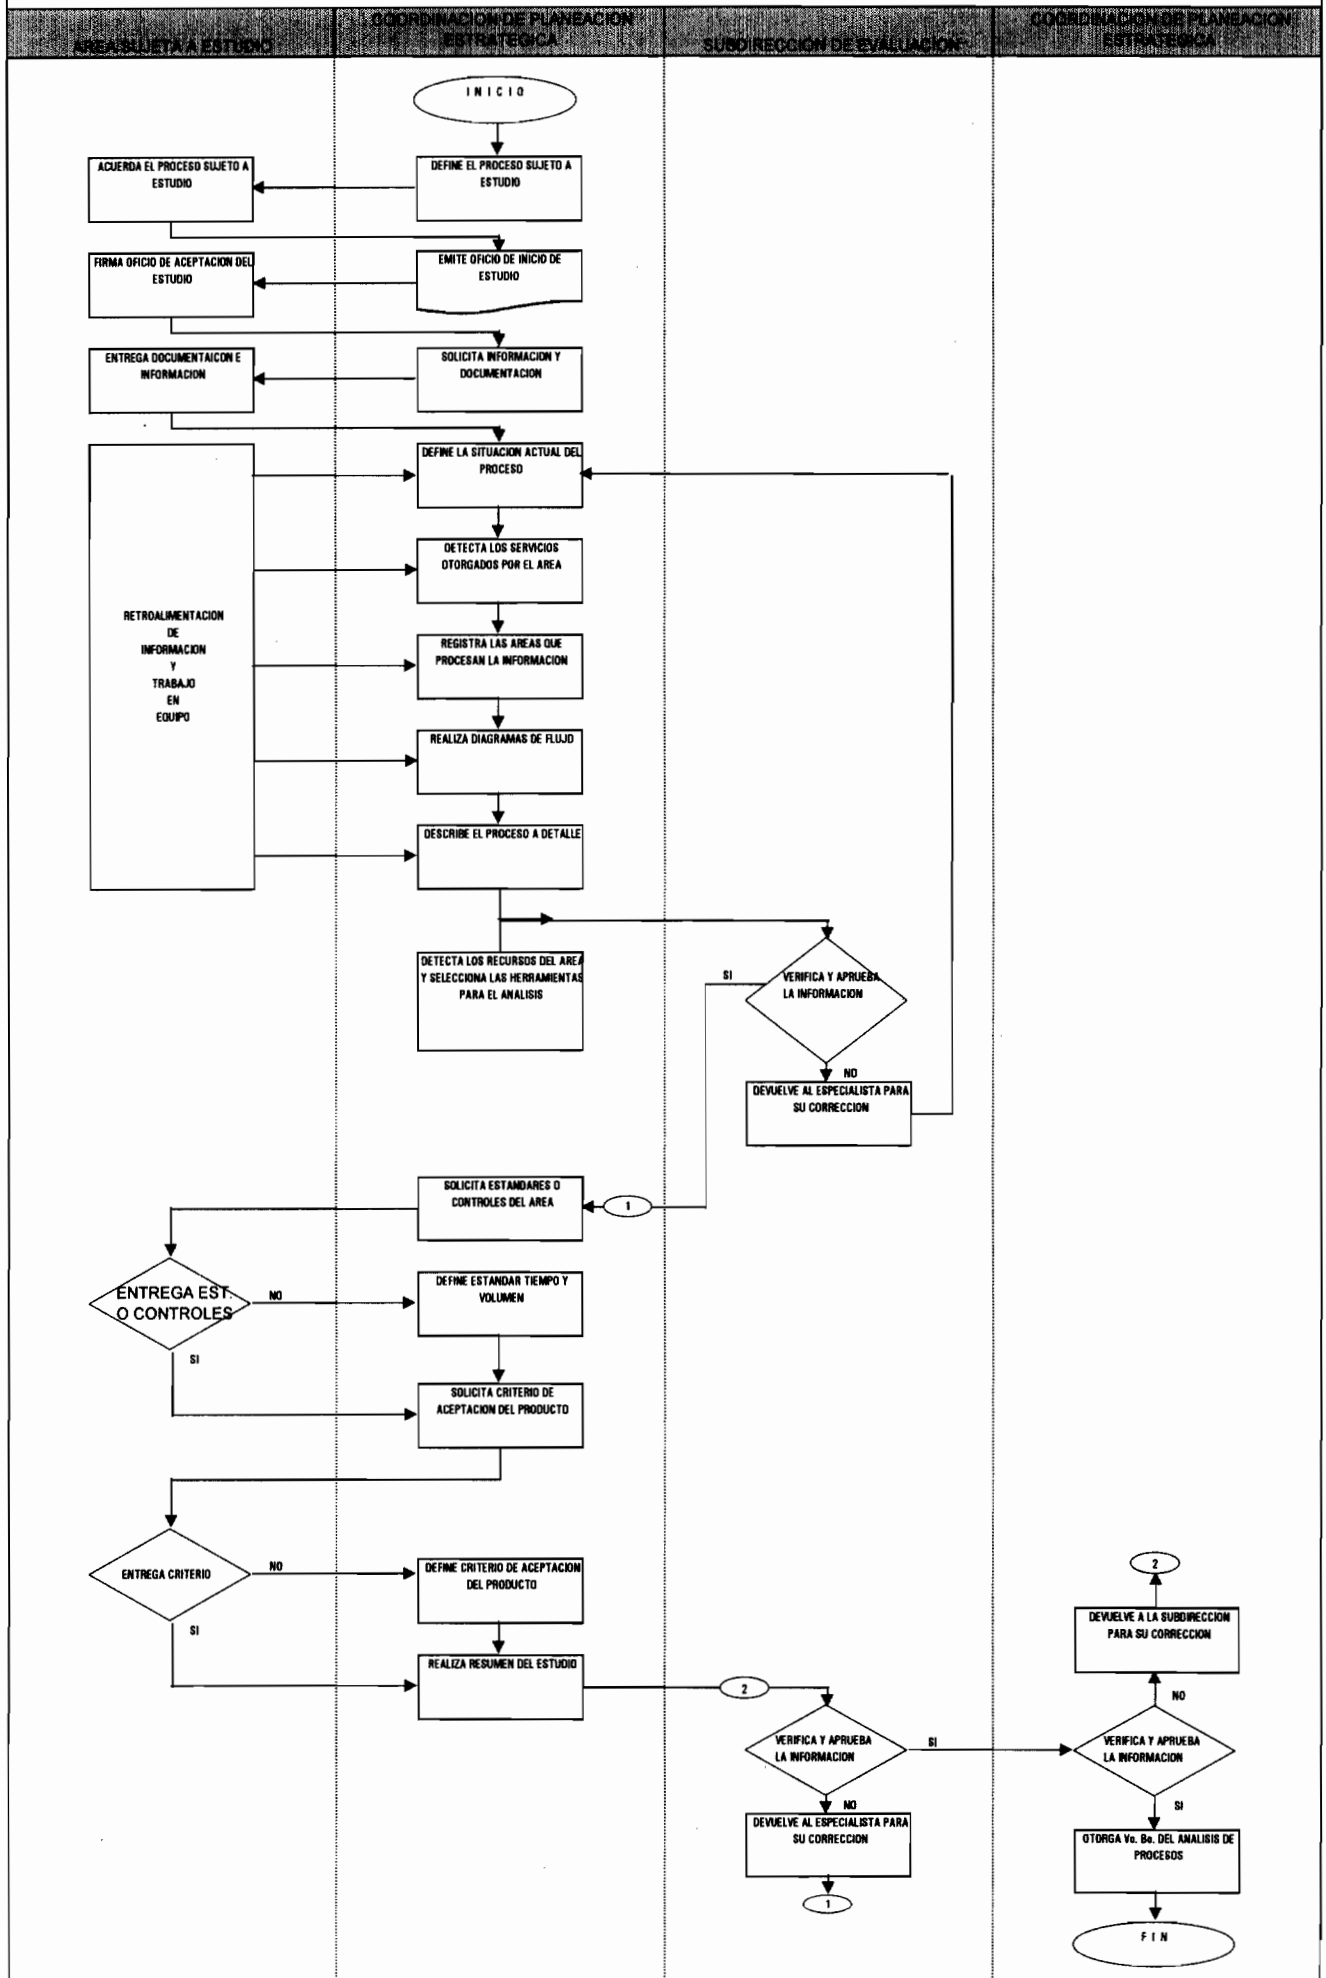 AREA SUJETA A ESTUDIO
COORDINACION DE PLANEACION
ESTRATEGICA
SUBDIRECCION DE EVALUACION
COORDINACION DE PLANEACION
ESTRATEGICA
INICIO
ACUERDA EL PROCESO SUJETO A
ESTUDIO
DEFINE EL PROCESO SUJETO A
ESTUDIO
FIRMA OFICIO DE ACEPTACION DEL
ESTUDIO
EMITE OFICIO DE INICIO DE
ESTUDIO
ENTREGA DOCUMENTAICON E
INFORMACION
SOLICITA INFORMACION Y
DOCUMENTACION
DEFINE LA SITUACION ACTUAL DEL
PROCESO
DETECTA LOS SERVICIOS
OTORGADOS POR EL AREA
RETROALIMENTACION
DE
INFORMACION
Y
TRABAJO
EN
EQUIPO
REGISTRA LAS AREAS QUE
PROCESAN LA INFORMACION
REALIZA DIAGRAMAS DE FLUJO
DESCRIBE EL PROCESO A DETALLE
DETECTA LOS RECURSOS DEL AREA
Y SELECCIONA LAS HERRAMIENTAS
PARA EL ANALISIS
SI
VERIFICA Y APRUEBA
LA INFORMACION
NO
DEVUELVE AL ESPECIALISTA PARA
SU CORRECCION
SOLICITA ESTANDARES O
CONTROLES DEL AREA
1
ENTREGA EST.
O CONTROLES
NO
DEFINE ESTANDAR TIEMPO Y
VOLUMEN
SI
SOLICITA CRITERIO DE
ACEPTACION DEL PRODUCTO
ENTREGA CRITERIO
NO
DEFINE CRITERIO DE ACEPTACION
DEL PRODUCTO
SI
REALIZA RESUMEN DEL ESTUDIO
2
VERIFICA Y APRUEBA
LA INFORMACION
SI
NO
DEVUELVE AL ESPECIALISTA PARA
SU CORRECCION
1
2
DEVUELVE A LA SUBDIRECCION
PARA SU CORRECCION
NO
VERIFICA Y APRUEBA
LA INFORMACION
SI
OTORGA Vo. Bo. DEL ANALISIS DE
PROCESOS
FIN